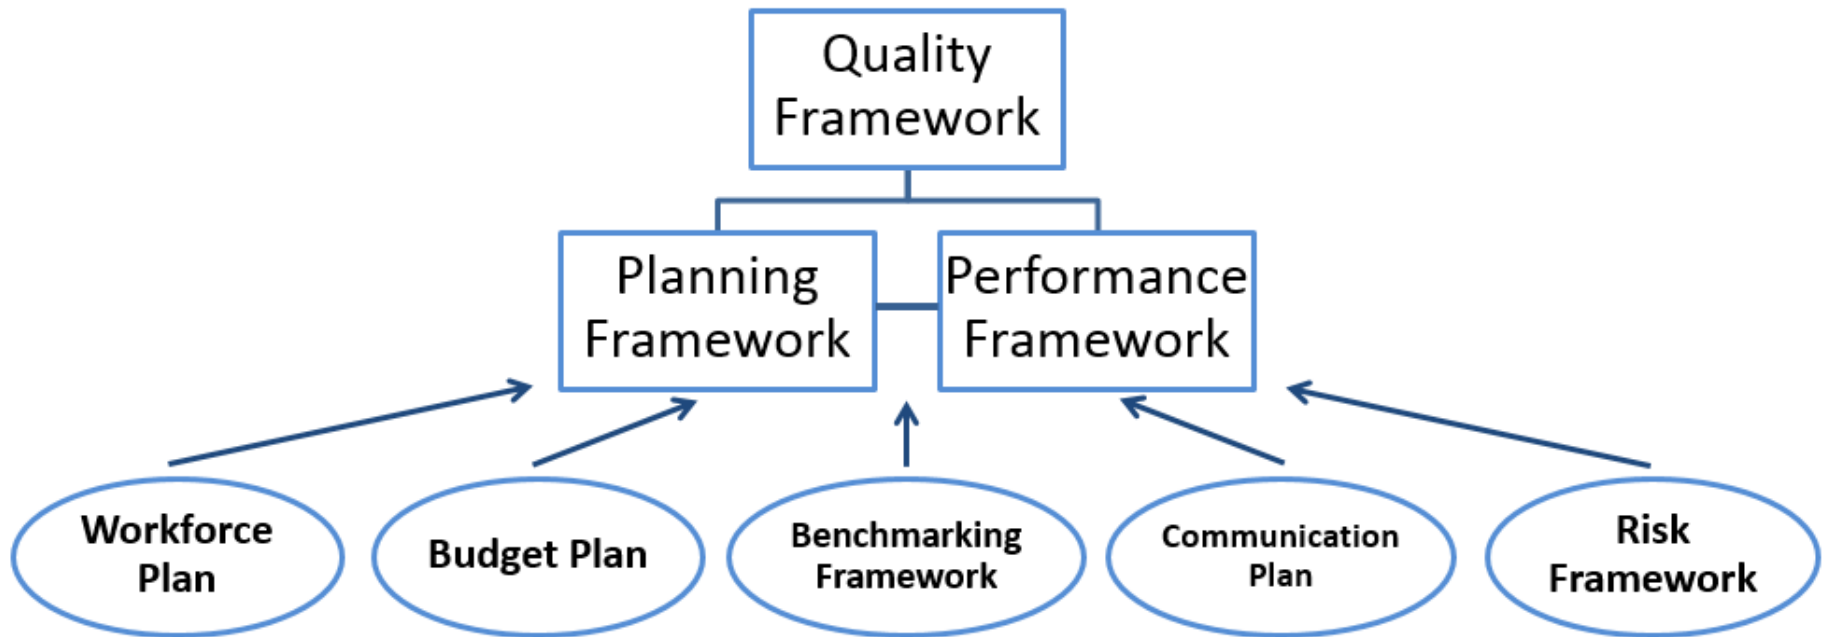 Quality
Framework
Planning
Framework
Performance
Framework
Workforce
Plan
Budget Plan
Benchmarking
Framework
Communication
Plan
Risk
Framework